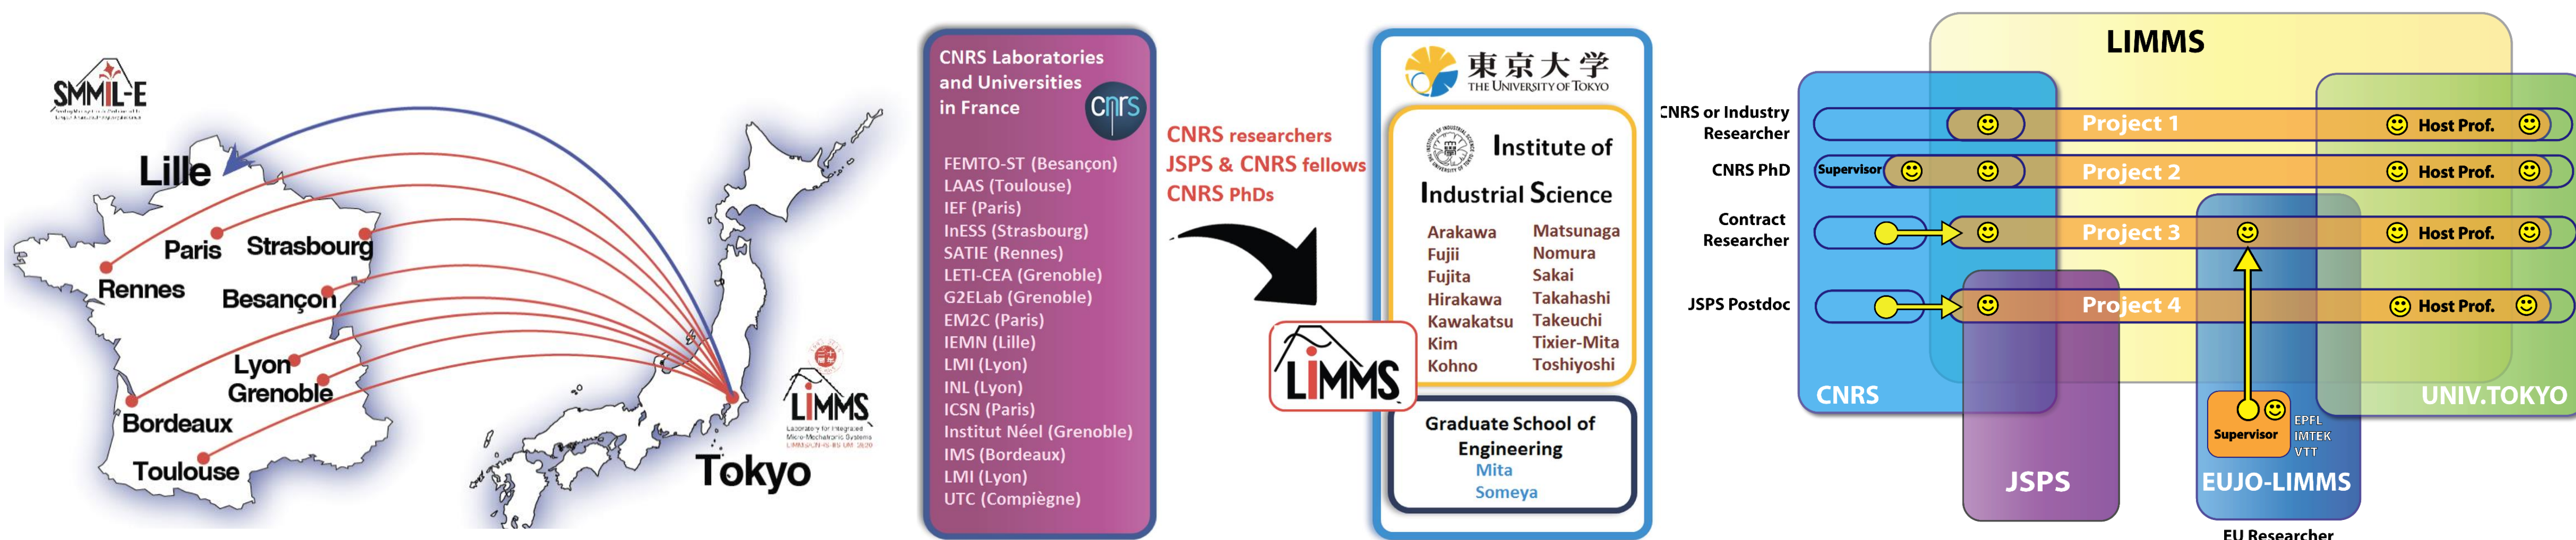 SMMiL-E
Lille
Paris
Strasbourg
Rennes
Besançon
Lyon
Grenoble
Bordeaux
Toulouse
LiMMS
Laboratory for Integrated
Micro-Mechatronic Systems
Tokyo
CNRS Laboratories
and Universities
in France
cnrs
FEMTO-ST (Besançon)
LAAS (Toulouse)
IEF (Paris)
InESS (Strasbourg)
SATIE (Rennes)
LETI-CEA (Grenoble)
G2ELab (Grenoble)
EM2C (Paris)
IEMN (Lille)
LMI (Lyon)
INL (Lyon)
ICSN (Paris)
Institut Néel (Grenoble)
IMS (Bordeaux)
LMI (Lyon)
UTC (Compiègne)
CNRS researchers
JSPS & CNRS fellows
CNRS PhDs
LiMMS
東京大学
THE UNIVERSITY OF TOKYO
Institute of
Industrial Science
Arakawa
Fujii
Fujita
Hirakawa
Kawakatsu
Kim
Kohno
Matsunaga
Nomura
Sakai
Takahashi
Takeuchi
Tixier-Mita
Toshiyoshi
Graduate School of
Engineering
Mita
Someya
LIMMS
CNRS or Industry
Researcher
Project 1
Host Prof.
CNRS PhD
Supervisor
Project 2
Host Prof.
Contract
Researcher
Project 3
Host Prof.
JSPS Postdoc
Project 4
Host Prof.
CNRS
UNIV.TOKYO
JSPS
Supervisor
EPFL
IMTEK
VTT
EUJO-LIMMS
EU Researcher